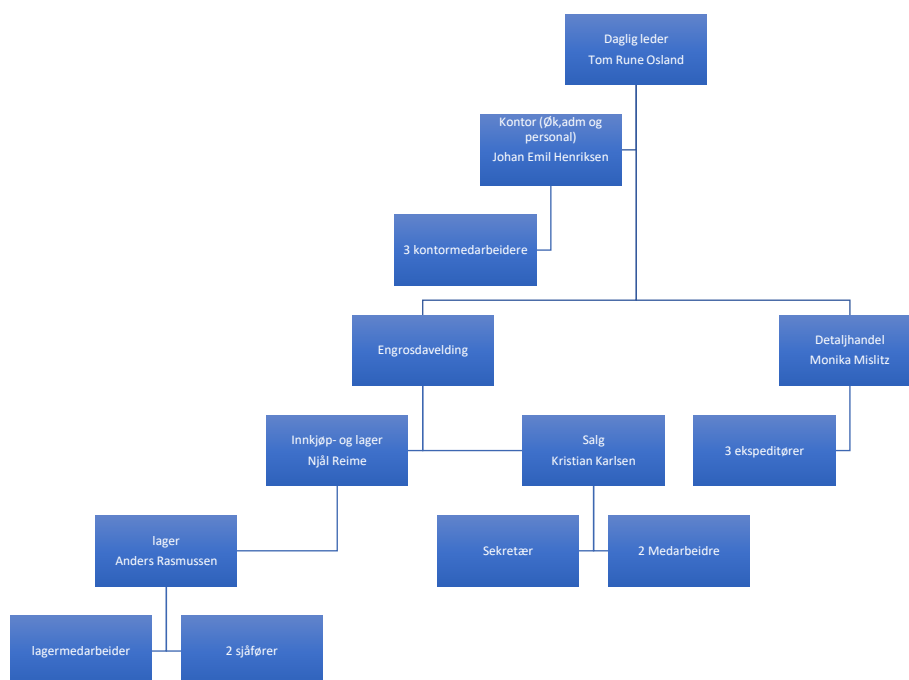 Daglig leder
Tom Rune Osland
Kontor (Øk,adm og
personal)
Johan Emil Henriksen
3 kontormedarbeidere
Engrosdavelding
Detaljhandel
Monika Mislitz
Innkjøp- og lager
Njål Reime
Salg
Kristian Karlsen
3 ekspeditører
lager
Anders Rasmussen
Sekretær
2 Medarbeidre
lagermedarbeider
2 sjåfører